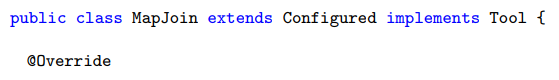 public class MapJoin extends Configured implements Tool {
@Override